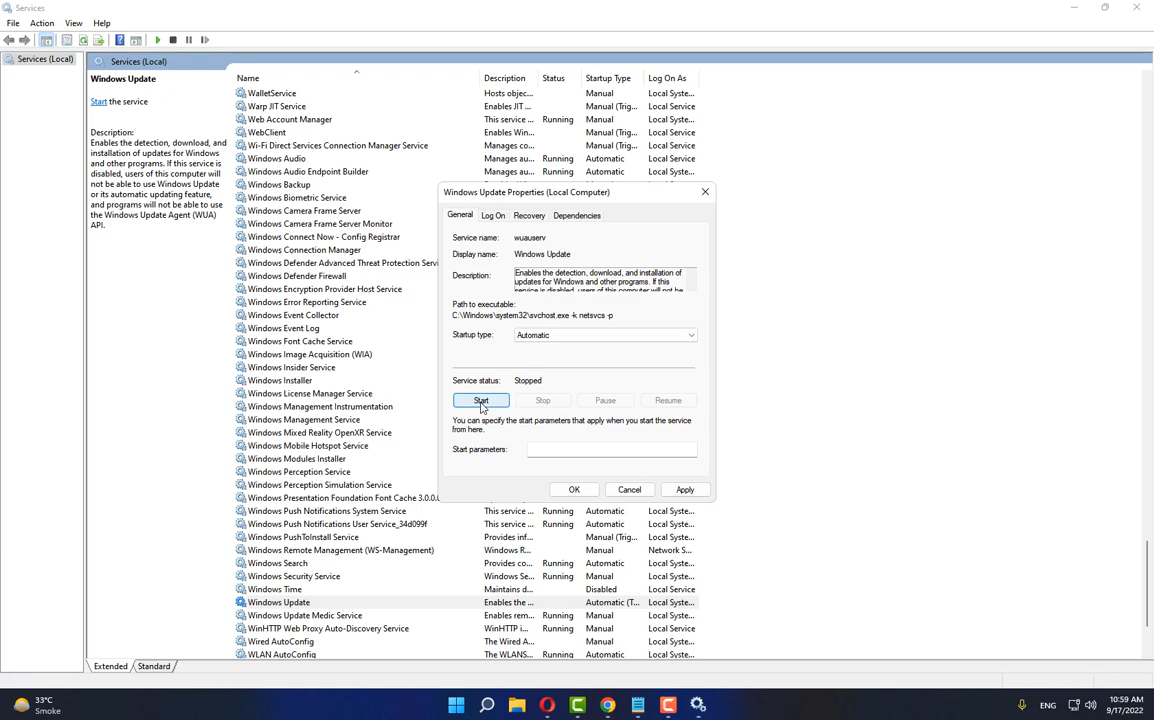 Services
File Action View Help
Services (Local)
Services (Local)
Windows Update
Start the service
Description:
Enables the detection, download, and
installation of updates for Windows
and other programs. If this service is
disabled, users of this computer will
not be able to use Windows Update
or its automatic updating feature,
and programs will not be able to use
the Windows Update Agent (WUA)
API.
Name Description Status Startup Type Log On As
WalletService Hosts objec... Manual Local Syste...
Warp JIT Service Enables JIT ... Manual (Trig... Local Service
Web Account Manager This service ... Running Manual Local Syste...
WebClient Enables Win... Manual (Trig... Local Service
Wi-Fi Direct Services Connection Manager Service Manages co... Manual (Trig... Local Service
Windows Audio Manages au... Running Automatic Local Service
Windows Audio Endpoint Builder Manages au... Running Automatic Local Syste...
Windows Backup
Windows Biometric Service
Windows Camera Frame Server
Windows Camera Frame Server Monitor
Windows Connect Now - Config Registrar
Windows Connection Manager
Windows Defender Advanced Threat Protection Servi
Windows Defender Firewall
Windows Encryption Provider Host Service
Windows Error Reporting Service
Windows Event Collector
Windows Event Log
Windows Font Cache Service
Windows Image Acquisition (WIA)
Windows Insider Service
Windows Installer
Windows License Manager Service
Windows Management Instrumentation
Windows Management Service
Windows Mixed Reality OpenXR Service
Windows Mobile Hotspot Service
Windows Modules Installer
Windows Perception Service
Windows Perception Simulation Service
Windows Presentation Foundation Font Cache 3.0.0.
Windows Push Notifications System Service This service ... Running Automatic Local Syste...
Windows Push Notifications User Service_34d099f This service ... Running Automatic Local Syste...
Windows PushToInstall Service Provides inf... Manual (Trig... Local Syste...
Windows Remote Management (WS-Management) Windows R... Manual Network S...
Windows Search Provides co... Running Automatic Local Syste...
Windows Security Service Windows Se... Running Manual Local Syste...
Windows Time Maintains d... Disabled Local Service
Windows Update Enables the ... Automatic (T... Local Syste...
Windows Update Medic Service Enables rem... Running Manual Local Syste...
WinHTTP Web Proxy Auto-Discovery Service WinHTTP i... Running Manual Local Service
Wired AutoConfig The Wired A... Manual Local Syste...
WLAN AutoConfig The WLANS... Running Automatic Local Syste...
Windows Update Properties (Local Computer)
General Log On Recovery Dependencies
Service name: wuauserv
Display name: Windows Update
Description: Enables the detection, download, and installation of
updates for Windows and other programs. If this
service is disabled, users of this computer will not be
Path to executable:
C:\Windows\system32\svchost.exe -k netsvcs -p
Startup type: Automatic
Service status: Stopped
Start Stop Pause Resume
You can specify the start parameters that apply when you start the service
from here.
Start parameters:
OK Cancel Apply
Extended Standard
33°C
Smoke
ENG
10:59 AM
9/17/2022